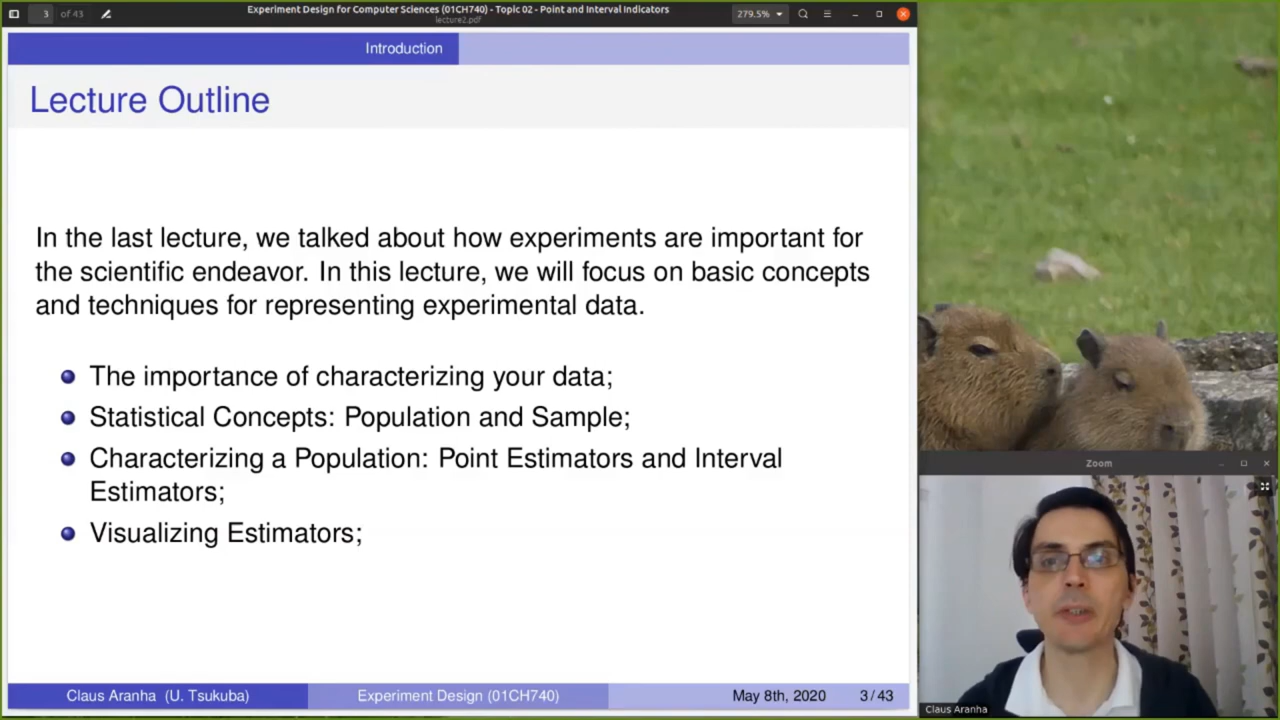 Experiment Design for Computer Sciences (01CH740) - Topic 02 - Point and Interval Indicators
lecture2.pdf
3 of 43
279.5%
Introduction
Lecture Outline
In the last lecture, we talked about how experiments are important for
the scientific endeavor. In this lecture, we will focus on basic concepts
and techniques for representing experimental data.
The importance of characterizing your data;
Statistical Concepts: Population and Sample;
Characterizing a Population: Point Estimators and Interval
Estimators;
Visualizing Estimators;
Claus Aranha (U. Tsukuba)
Experiment Design (01CH740)
May 8th, 2020
3 / 43
Zoom
Claus Aranha